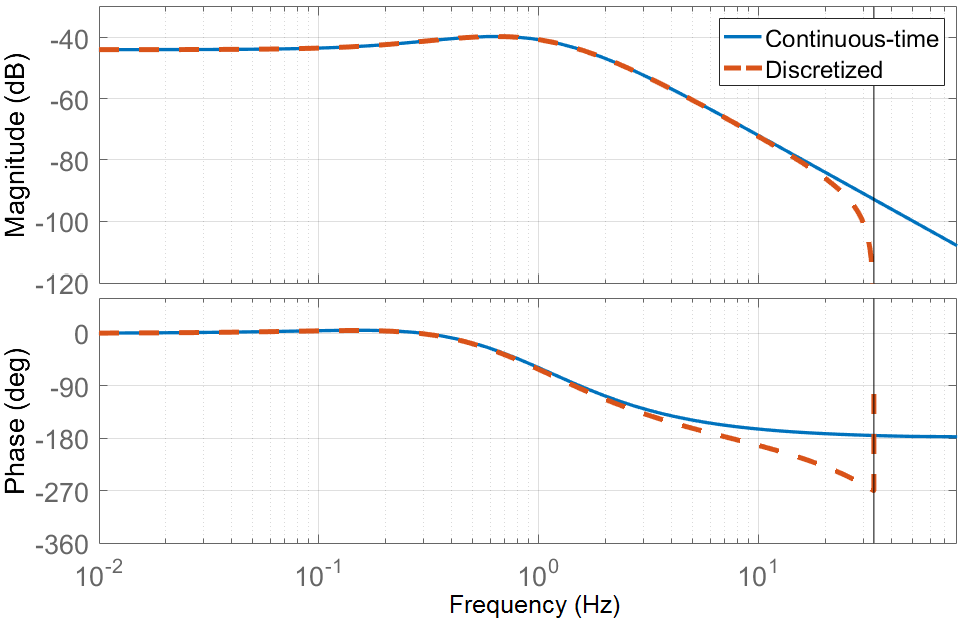 Magnitude (dB)
-40
-60
-80
-100
-120
Continuous-time
Discretized
Phase (deg)
0
-90
-180
-270
-360
10^-2
10^-1
10^0
10^1
Frequency (Hz)